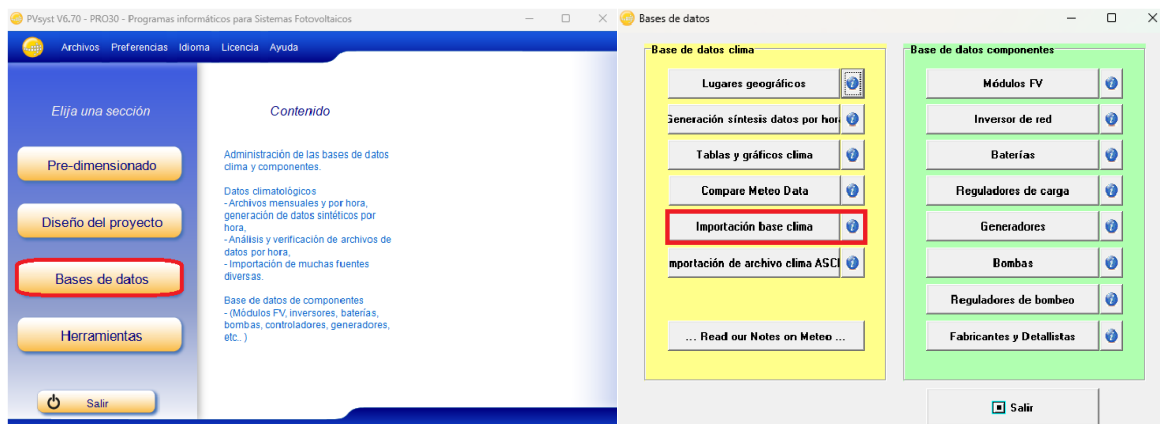 PVsyst V6.70 - PRO30 - Programas informáticos para Sistemas Fotovoltaicos
Archivos Preferencias Idioma Licencia Ayuda
Elija una sección
Pre-dimensionado
Diseño del proyecto
Bases de datos
Herramientas
Salir
Contenido
Administración de las bases de datos
clima y componentes.
Datos climatológicos
-Archivos mensuales y por hora,
generación de datos sintéticos por
hora,
-Análisis y verificación de archivos de
datos por hora,
- Importación de muchas fuentes
diversas.
Base de datos de componentes
- (Módulos FV, inversores, baterías,
bombas, controladores, generadores,
etc.. )
Bases de datos
Base de datos clima
Lugares geográficos
Generación síntesis datos por hor
Tablas y gráficos clima
Compare Meteo Data
Importación base clima
mportación de archivo clima ASCI
... Read our Notes on Meteo ...
Base de datos componentes
Módulos FV
Inversor de red
Baterías
Reguladores de carga
Generadores
Bombas
Reguladores de bombeo
Fabricantes y Detallistas
Salir